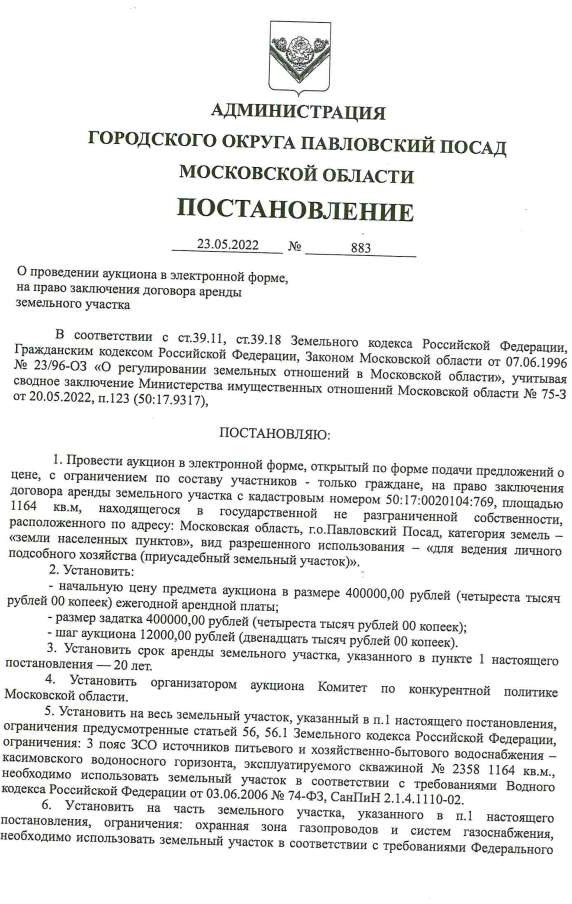 АДМИНИСТРАЦИЯ
ГОРОДСКОГО ОКРУГА ПАВЛОВСКИЙ ПОСАД
МОСКОВСКОЙ ОБЛАСТИ
ПОСТАНОВЛЕНИЕ
23.05.2022 № 883
О проведении аукциона в электронной форме,
на право заключения договора аренды
земельного участка
В соответствии с ст.39.11, ст.39.18 Земельного кодекса Российской Федерации,
Гражданским кодексом Российской Федерации, Законом Московской области от 07.06.1996
№ 23/96-ОЗ «О регулировании земельных отношений в Московской области», учитывая
сводное заключение Министерства имущественных отношений Московской области № 75-З
от 20.05.2022, п.123 (50:17.9317),
ПОСТАНОВЛЯЮ:
1. Провести аукцион в электронной форме, открытый по форме подачи предложений о
цене, с ограничением по составу участников - только граждане, на право заключения
договора аренды земельного участка с кадастровым номером 50:17:0020104:769, площадью
1164 кв.м, находящегося в государственной не разграниченной собственности,
расположенного по адресу: Московская область, г.о.Павловский Посад, категория земель –
«земли населенных пунктов», вид разрешенного использования – «для ведения личного
подсобного хозяйства (приусадебный земельный участок)».
2. Установить:
- начальную цену предмета аукциона в размере 400000,00 рублей (четыреста тысяч
рублей 00 копеек) ежегодной арендной платы;
- размер задатка 400000,00 рублей (четыреста тысяч рублей 00 копеек);
- шаг аукциона 12000,00 рублей (двенадцать тысяч рублей 00 копеек).
3. Установить срок аренды земельного участка, указанного в пункте 1 настоящего
постановления — 20 лет.
4. Установить организатором аукциона Комитет по конкурентной политике
Московской области.
5. Установить на весь земельный участок, указанный в п.1 настоящего постановления,
ограничения предусмотренные статьей 56, 56.1 Земельного кодекса Российской Федерации,
ограничения: 3 пояс ЗСО источников питьевого и хозяйственно-бытового водоснабжения –
касимовского водоносного горизонта, эксплуатируемого скважиной № 2358 1164 кв.м.,
необходимо использовать земельный участок в соответствии с требованиями Водного
кодекса Российской Федерации от 03.06.2006 № 74-ФЗ, СанПиН 2.1.4.1110-02.
6. Установить на часть земельного участка, указанного в п.1 настоящего
постановления, ограничения: охранная зона газопроводов и систем газоснабжения,
необходимо использовать земельный участок в соответствии с требованиями Федерального